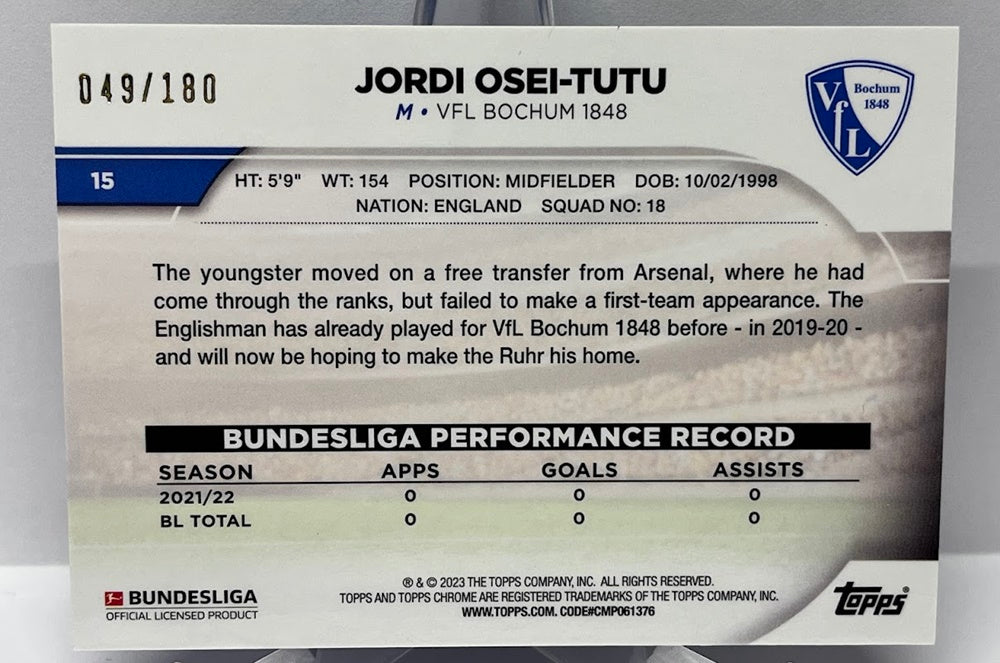 049/180
JORDI OSEI-TUTU
M • VFL BOCHUM 1848
VfL Bochum 1848
15
HT: 5'9" WT: 154 POSITION: MIDFIELDER DOB: 10/02/1998
NATION: ENGLAND SQUAD NO: 18
The youngster moved on a free transfer from Arsenal, where he had
come through the ranks, but failed to make a first-team appearance. The
Englishman has already played for VfL Bochum 1848 before - in 2019-20 -
and will now be hoping to make the Ruhr his home.
BUNDESLIGA PERFORMANCE RECORD
SEASON APPS GOALS ASSISTS
2021/22 0 0 0
BL TOTAL 0 0 0
BUNDESLIGA
OFFICIAL LICENSED PRODUCT
® & © 2023 THE TOPPS COMPANY, INC. ALL RIGHTS RESERVED.
TOPPS AND TOPPS CHROME ARE REGISTERED TRADEMARKS OF THE TOPPS COMPANY, INC.
WWW.TOPPS.COM. CODE#CMP061376
topps®